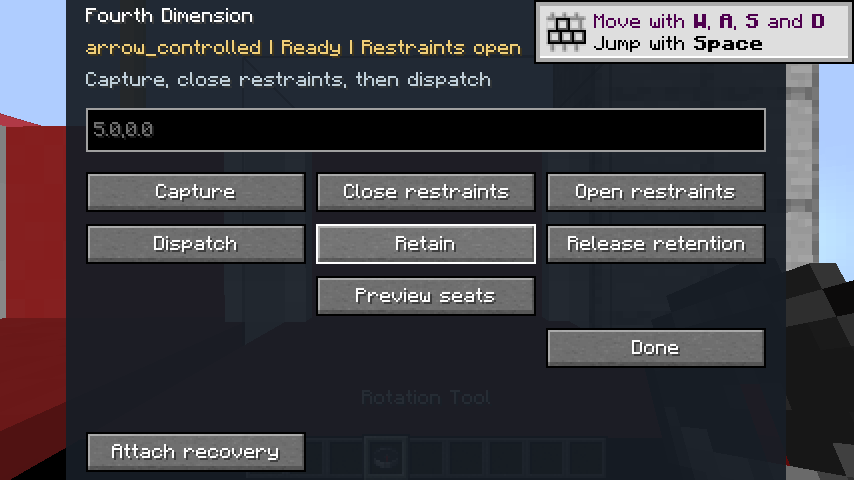 Fourth Dimension
Move with W, A, S and D
Jump with Space
arrow_controlled | Ready | Restraints open
Capture, close restraints, then dispatch
5.0,0.0
Capture
Close restraints
Open restraints
Dispatch
Retain
Release retention
Preview seats
Done
Rotation Tool
Attach recovery